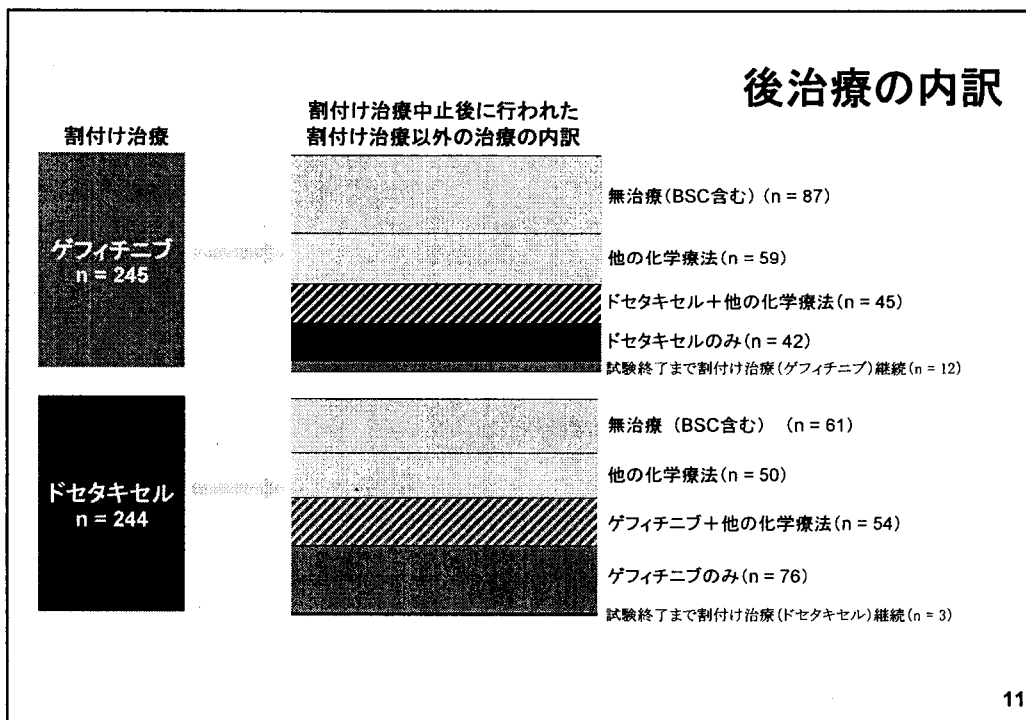 後治療の内訳
割付け治療
割付け治療中止後に行われた
割付け治療以外の治療の内訳
ゲフィチニブ
n = 245
無治療(BSC含む) (n = 87)
他の化学療法(n = 59)
ドセタキセル+他の化学療法(n = 45)
ドセタキセルのみ(n = 42)
試験終了まで割付け治療(ゲフィチニブ)継続(n = 12)
ドセタキセル
n = 244
無治療 (BSC含む) (n = 61)
他の化学療法(n = 50)
ゲフィチニブ+他の化学療法(n = 54)
ゲフィチニブのみ(n = 76)
試験終了まで割付け治療(ドセタキセル)継続(n = 3)
11